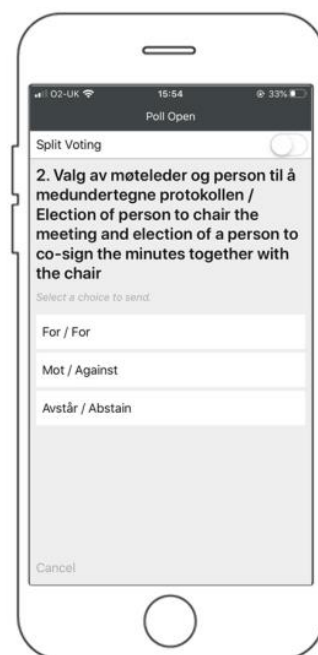 O2-UK 15:54 33%
Poll Open
Split Voting
2. Valg av møteleder og person til å
medundertegne protokollen /
Election of person to chair the
meeting and election of a person to
co-sign the minutes together with
the chair
Select a choice to send.
For / For
Mot / Against
Avstår / Abstain
Cancel